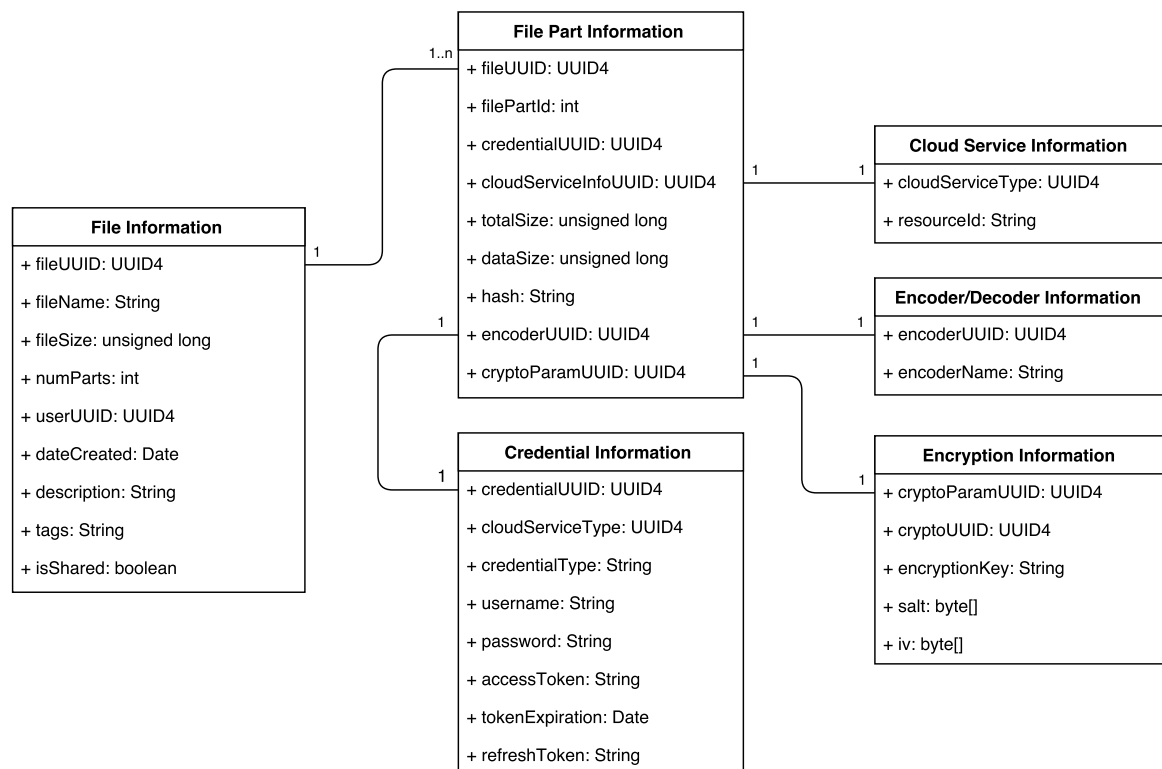 File Part Information
1..n
+ fileUUID: UUID4
+ filePartId: int
+ credentialUUID: UUID4
+ cloudServiceInfoUUID: UUID4
1
1
+ totalSize: unsigned long
+ dataSize: unsigned long
+ hash: String
1
+ encoderUUID: UUID4
1
1
+ cryptoParamUUID: UUID4
1
Cloud Service Information
+ cloudServiceType: UUID4
+ resourceId: String
File Information
1
+ fileUUID: UUID4
+ fileName: String
+ fileSize: unsigned long
+ numParts: int
+ userUUID: UUID4
+ dateCreated: Date
+ description: String
+ tags: String
+ isShared: boolean
Encoder/Decoder Information
+ encoderUUID: UUID4
+ encoderName: String
Credential Information
1
+ credentialUUID: UUID4
+ cloudServiceType: UUID4
+ credentialType: String
+ username: String
+ password: String
+ accessToken: String
+ tokenExpiration: Date
+ refreshToken: String
Encryption Information
1
+ cryptoParamUUID: UUID4
+ cryptoUUID: UUID4
+ encryptionKey: String
+ salt: byte[]
+ iv: byte[]